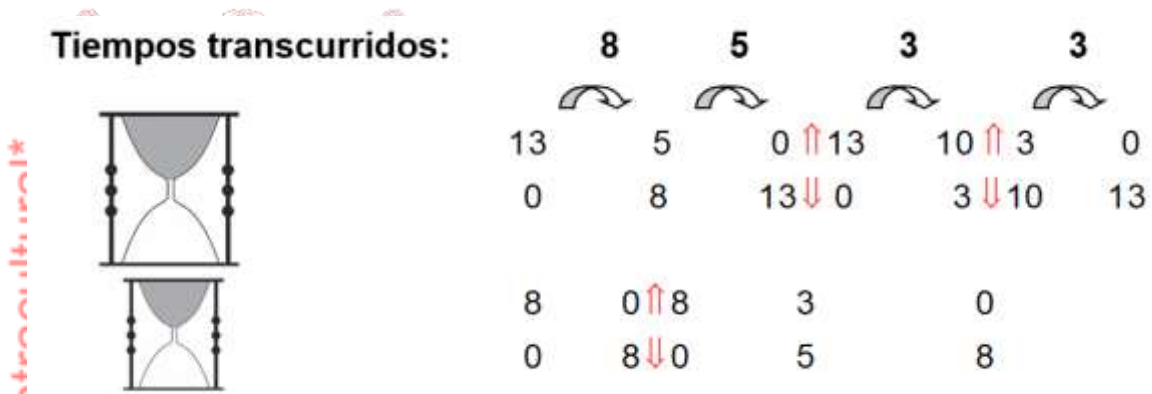 Tiempos transcurridos: 8 5 3 3
13 5 0 ⇑ 13 10 ⇑ 3 0
0 8 13 ⇓ 0 3 ⇓ 10 13
8 0 ⇑ 8 3 0
0 8 ⇓ 0 5 8